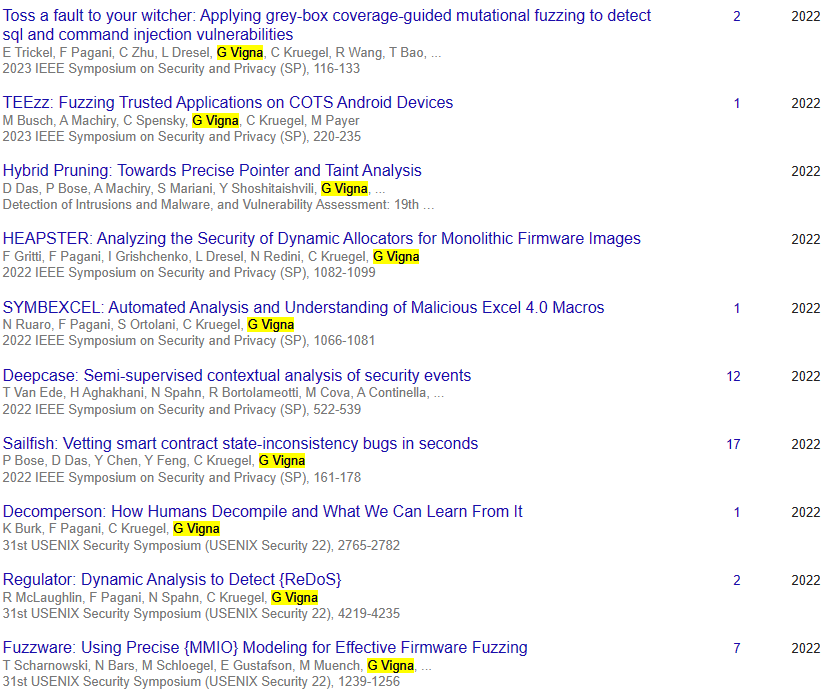 Toss a fault to your witcher: Applying grey-box coverage-guided mutational fuzzing to detect 2 2022
sql and command injection vulnerabilities
E Trickel, F Pagani, C Zhu, L Dresel, G Vigna, C Kruegel, R Wang, T Bao, ...
2023 IEEE Symposium on Security and Privacy (SP), 116-133
TEEzz: Fuzzing Trusted Applications on COTS Android Devices 1 2022
M Busch, A Machiry, C Spensky, G Vigna, C Kruegel, M Payer
2023 IEEE Symposium on Security and Privacy (SP), 220-235
Hybrid Pruning: Towards Precise Pointer and Taint Analysis 2022
D Das, P Bose, A Machiry, S Mariani, Y Shoshitaishvili, G Vigna, ...
Detection of Intrusions and Malware, and Vulnerability Assessment: 19th ...
HEAPSTER: Analyzing the Security of Dynamic Allocators for Monolithic Firmware Images 2022
F Gritti, F Pagani, I Grishchenko, L Dresel, N Redini, C Kruegel, G Vigna
2022 IEEE Symposium on Security and Privacy (SP), 1082-1099
SYMBEXCEL: Automated Analysis and Understanding of Malicious Excel 4.0 Macros 1 2022
N Ruaro, F Pagani, S Ortolani, C Kruegel, G Vigna
2022 IEEE Symposium on Security and Privacy (SP), 1066-1081
Deepcase: Semi-supervised contextual analysis of security events 12 2022
T Van Ede, H Aghakhani, N Spahn, R Bortolameotti, M Cova, A Continella, ...
2022 IEEE Symposium on Security and Privacy (SP), 522-539
Sailfish: Vetting smart contract state-inconsistency bugs in seconds 17 2022
P Bose, D Das, Y Chen, Y Feng, C Kruegel, G Vigna
2022 IEEE Symposium on Security and Privacy (SP), 161-178
Decomperson: How Humans Decompile and What We Can Learn From It 1 2022
K Burk, F Pagani, C Kruegel, G Vigna
31st USENIX Security Symposium (USENIX Security 22), 2765-2782
Regulator: Dynamic Analysis to Detect {ReDoS} 2 2022
R McLaughlin, F Pagani, N Spahn, C Kruegel, G Vigna
31st USENIX Security Symposium (USENIX Security 22), 4219-4235
Fuzzware: Using Precise {MMIO} Modeling for Effective Firmware Fuzzing 7 2022
T Scharnowski, N Bars, M Schloegel, E Gustafson, M Muench, G Vigna, ...
31st USENIX Security Symposium (USENIX Security 22), 1239-1256